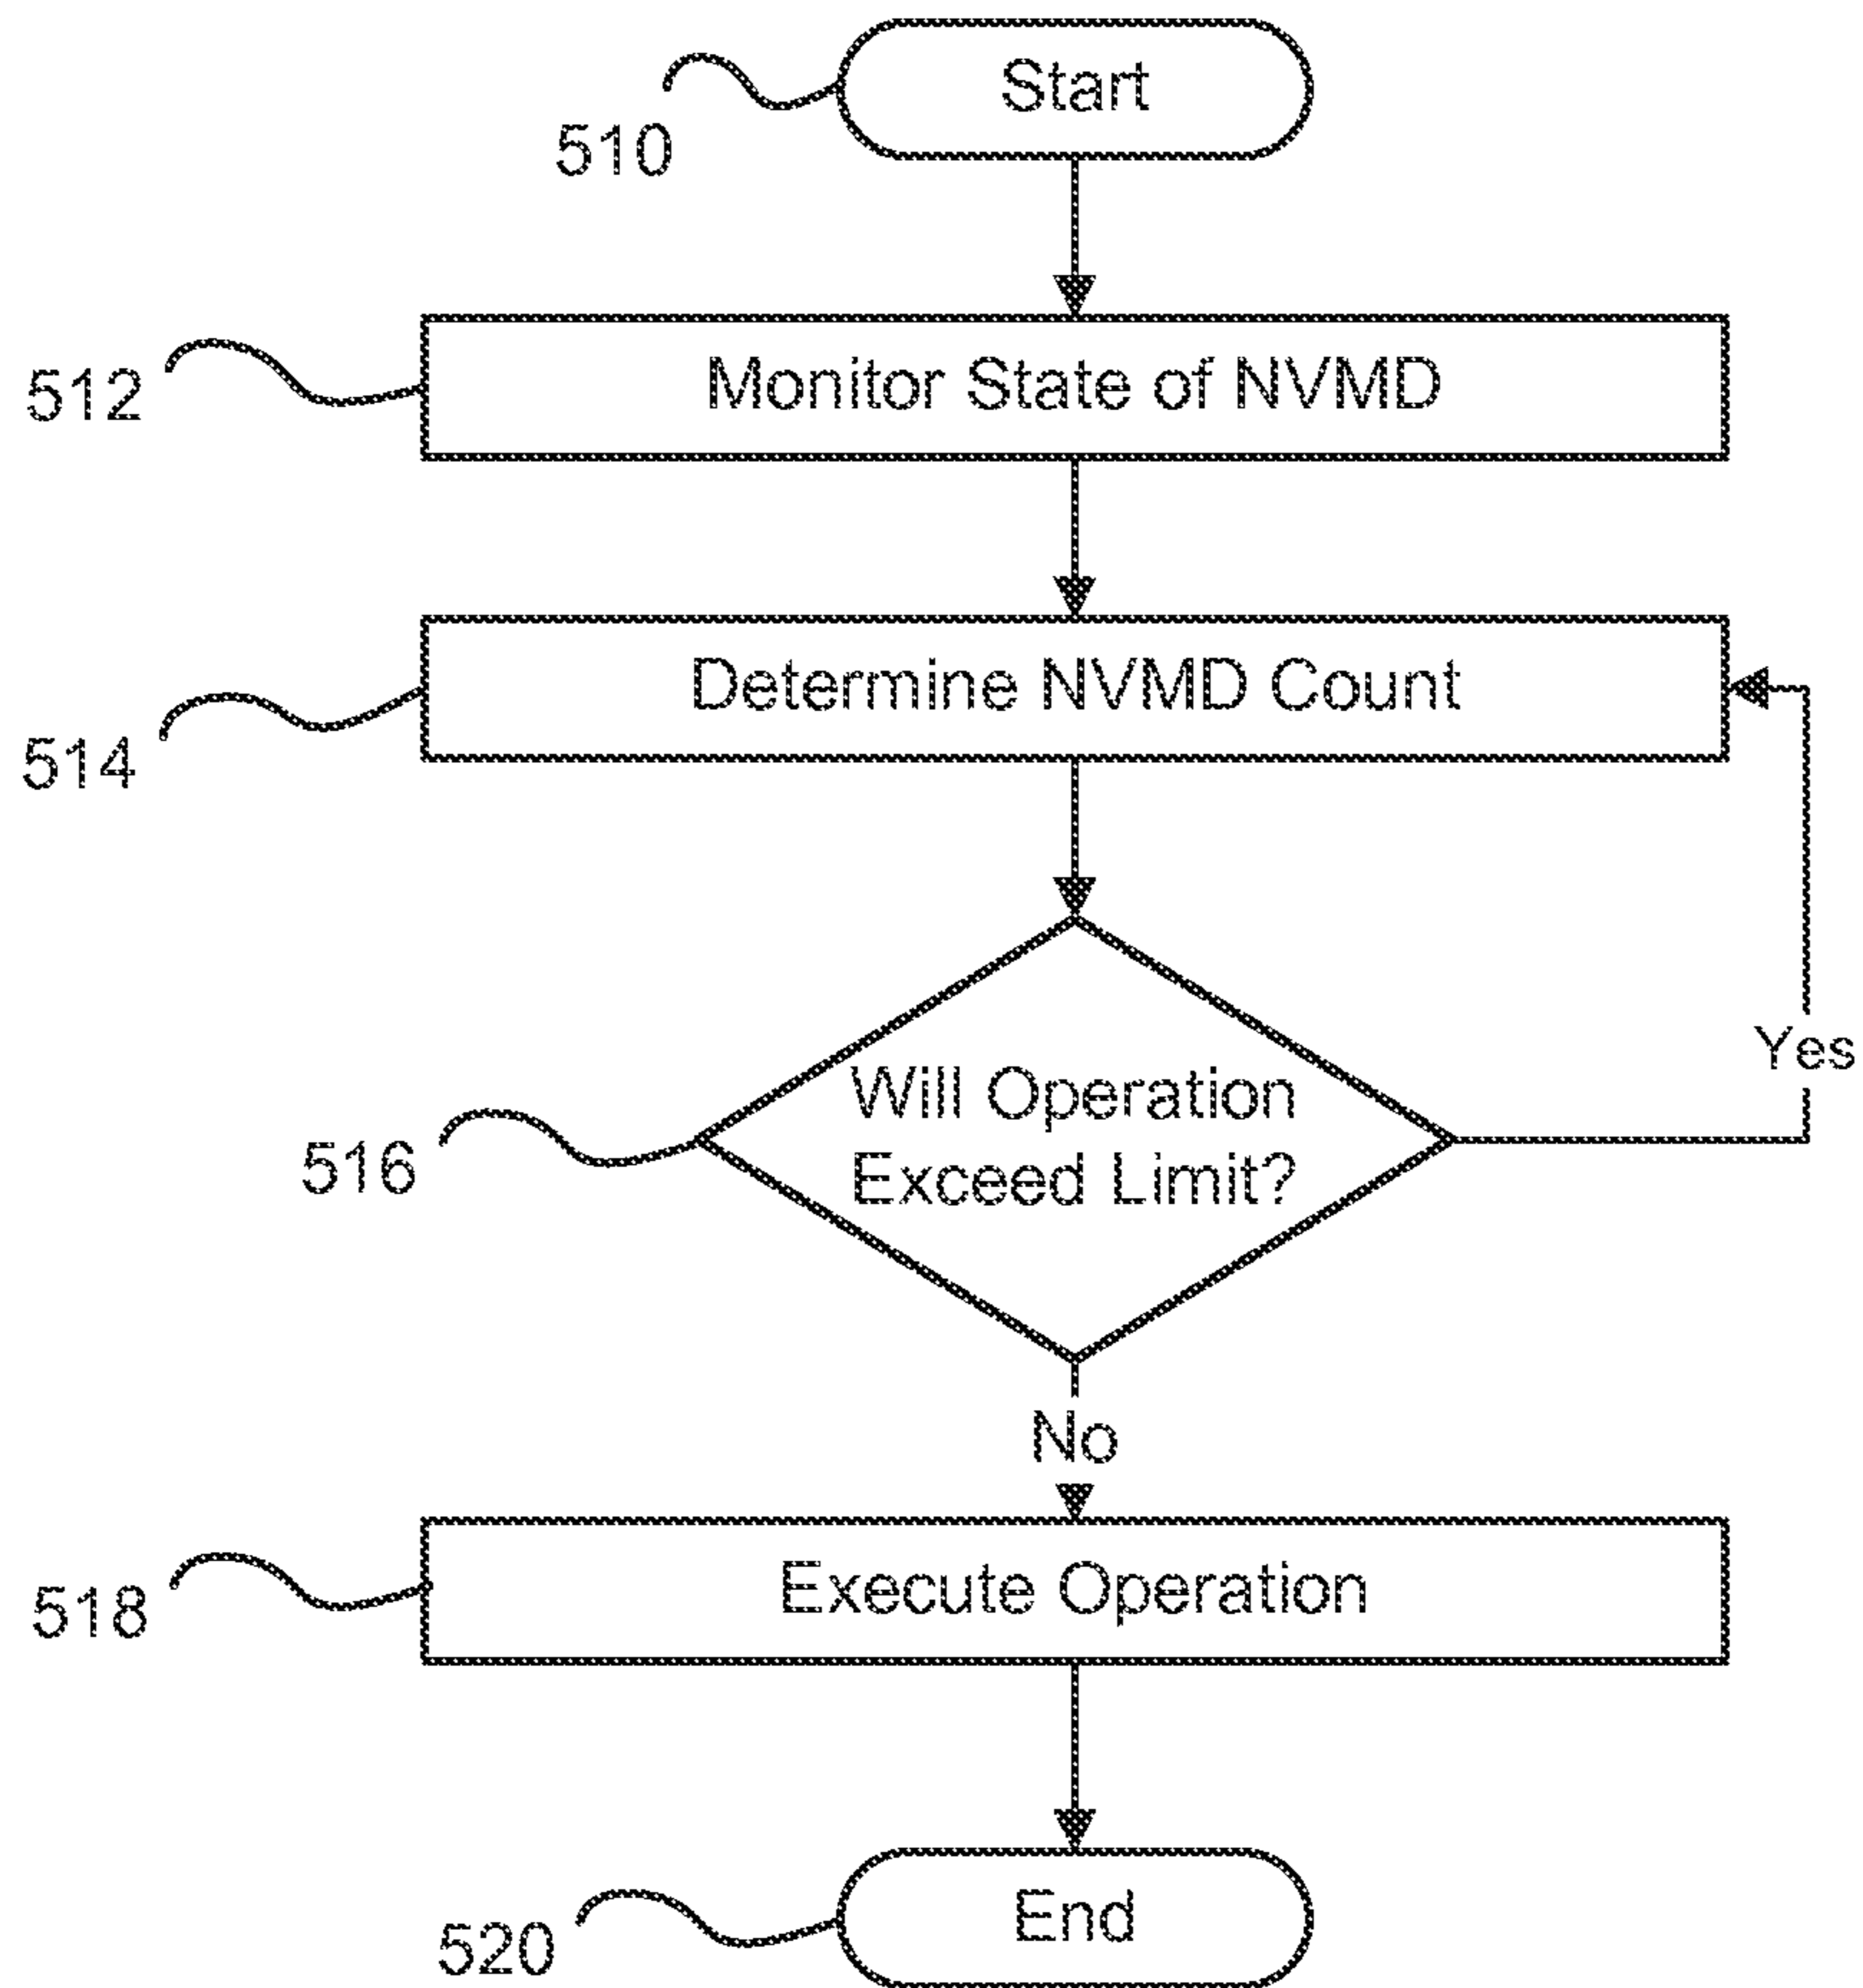 Start
510
Monitor State of NVMD
512
Determine NVMD Count
514
Yes
Will Operation
Exceed Limit?
516
No
Execute Operation
518
End
520